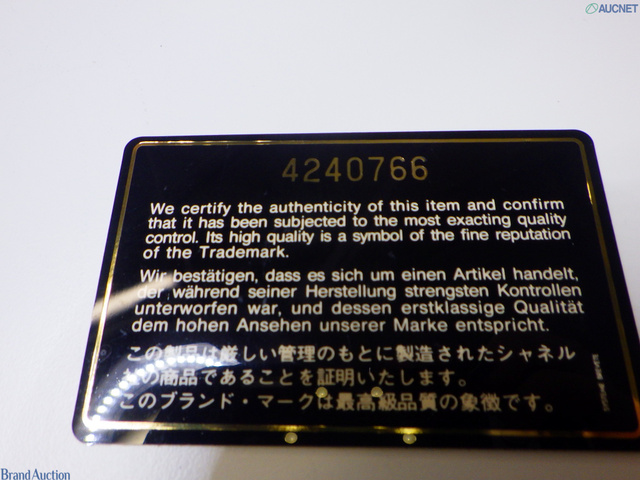 AUCNET
4240766
We certify the authenticity of this item and confirm
that it has been subjected to the most exacting quality
control. Its high quality is a symbol of the fine reputation
of the Trademark.
Wir bestätigen, dass es sich um einen Artikel handelt,
der während seiner Herstellung strengsten Kontrollen
unterworfen war, und dessen erstklassige Qualität
dem hohen Ansehen unserer Marke entspricht.
この製品は厳しい管理のもとに製造されたシャネル
社の商品であることを証明いたします。
このブランド・マークは最高級品質の象徴です。
Brand Auction